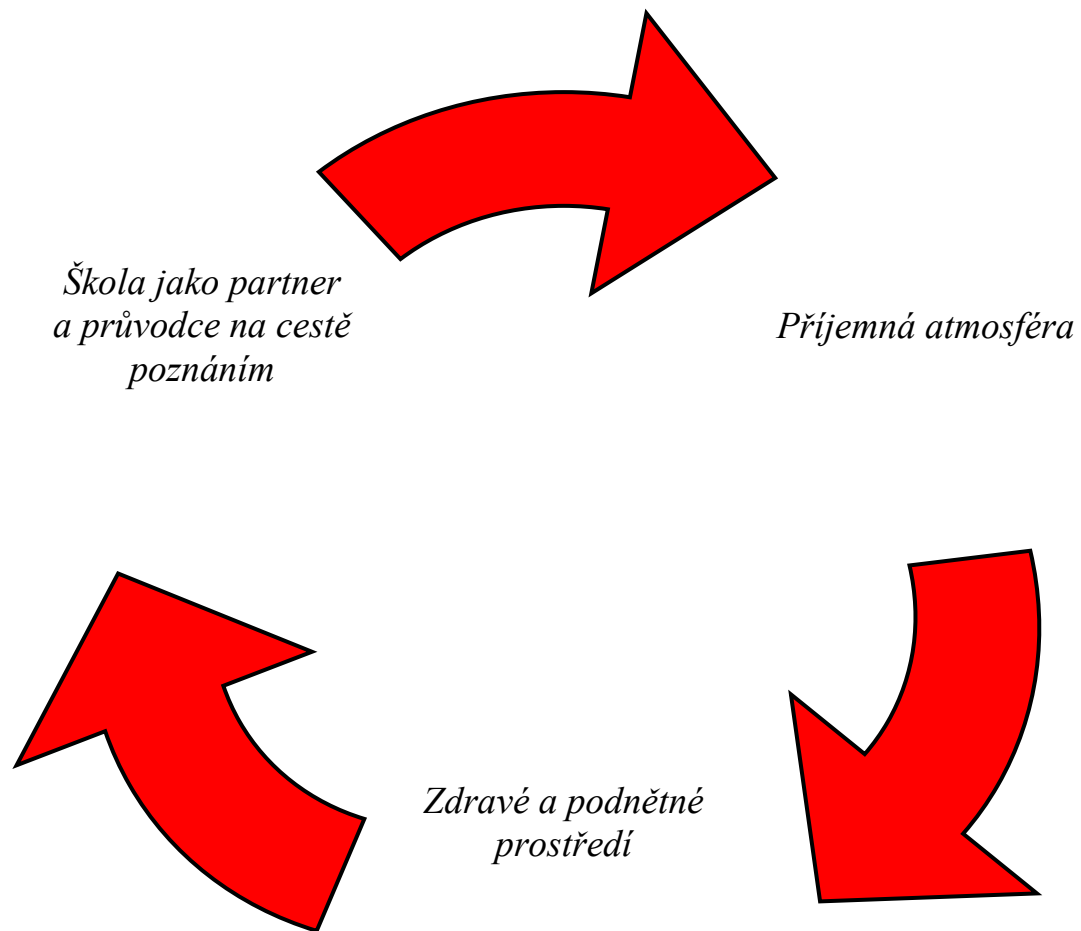 Škola jako partner
a průvodce na cestě
poznáním
Příjemná atmosféra
Zdravé a podnětné
prostředí